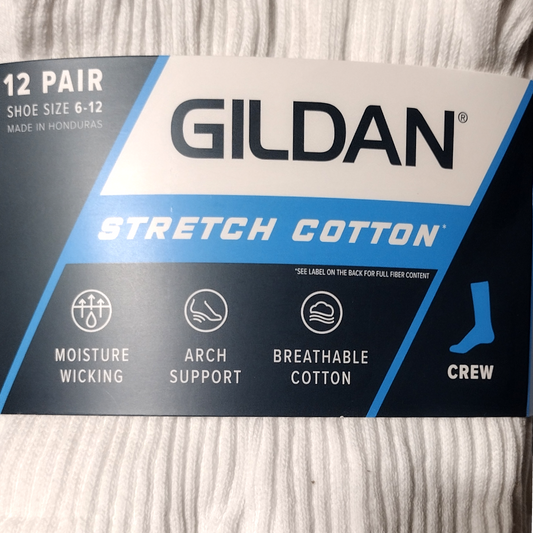 12 PAIR
SHOE SIZE 6-12
MADE IN HONDURAS
GILDAN®
STRETCH COTTON*
*SEE LABEL ON THE BACK FOR FULL FIBER CONTENT
MOISTURE
WICKING
ARCH
SUPPORT
BREATHABLE
COTTON
CREW